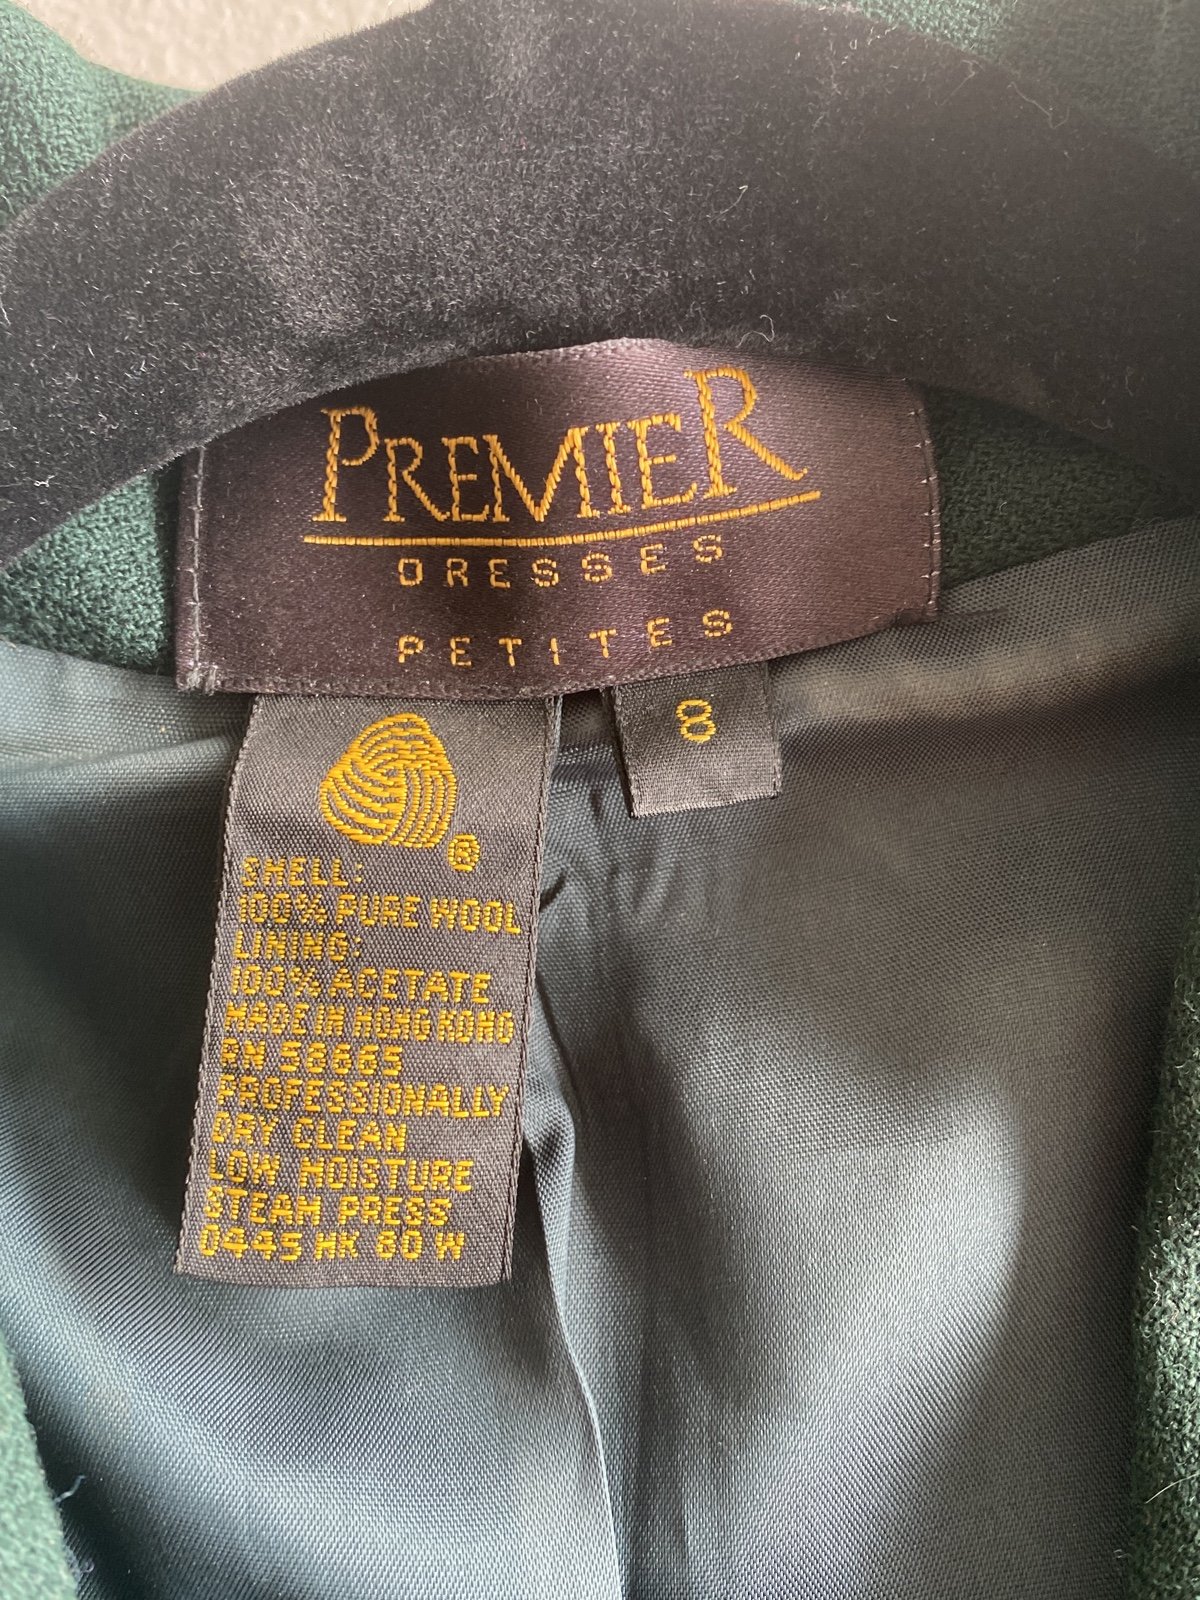 PREMIER
DRESSES
PETITES
8
®
SHELL:
100% PURE WOOL
LINING:
100% ACETATE
MADE IN HONG KONG
RN
PROFESSIONALLY
DRY CLEAN
LOW MOISTURE
STEAM PRESS
0445 HK 60 W